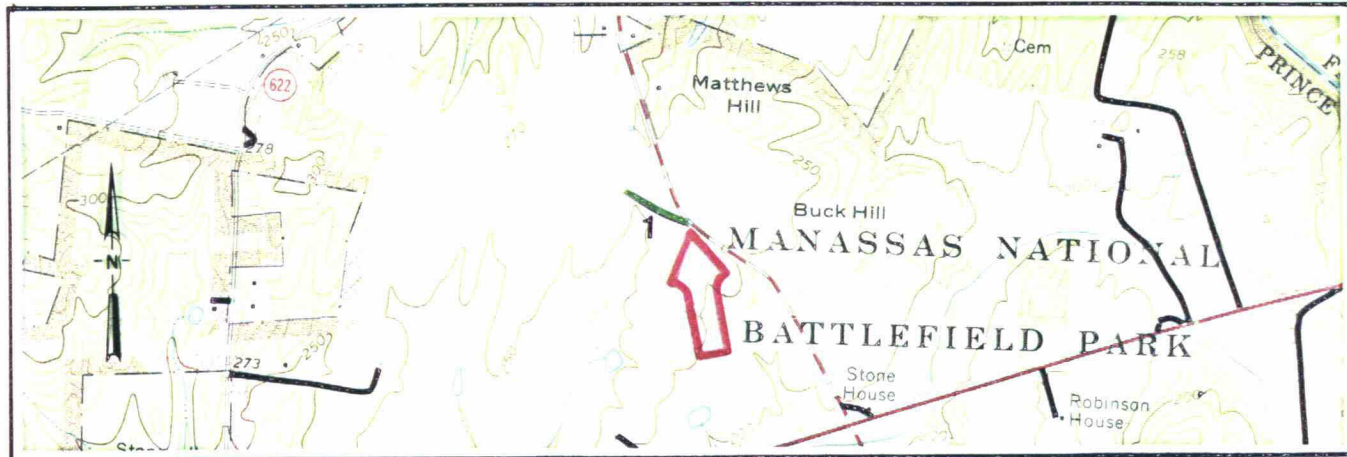 250
622
278
300
300
N
273
250
Matthews
Hill
Cem
258
PRINCE
250
Buck Hill
1
MANASSAS NATIONAL
BATTLEFIELD PARK
Stone
House
Robinson
House